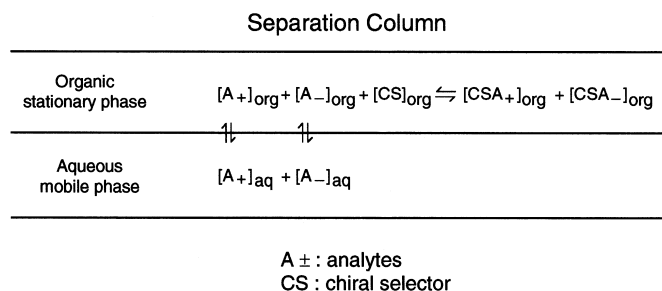 Separation Column
Organic
stationary phase
[A+]org + [A−]org + [CS]org ⇋ [CSA+]org + [CSA−]org
⥮ ⥮
Aqueous
mobile phase
[A+]aq + [A−]aq
A ± : analytes
CS : chiral selector